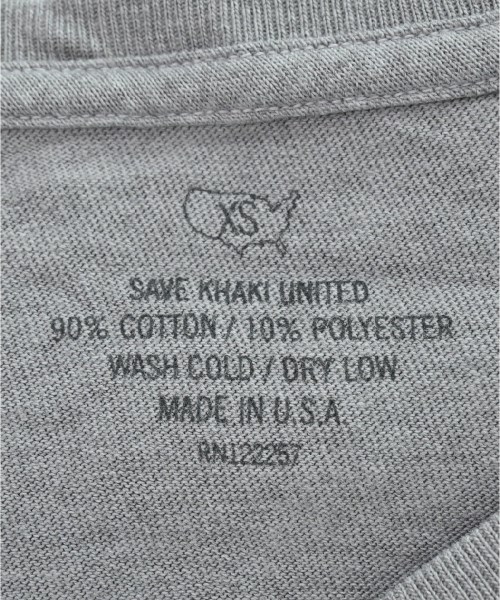 XS
SAVE KHAKI UNITED
90% COTTON / 10% POLYESTER
WASH COLD / DRY LOW
MADE IN U.S.A.
RN122257